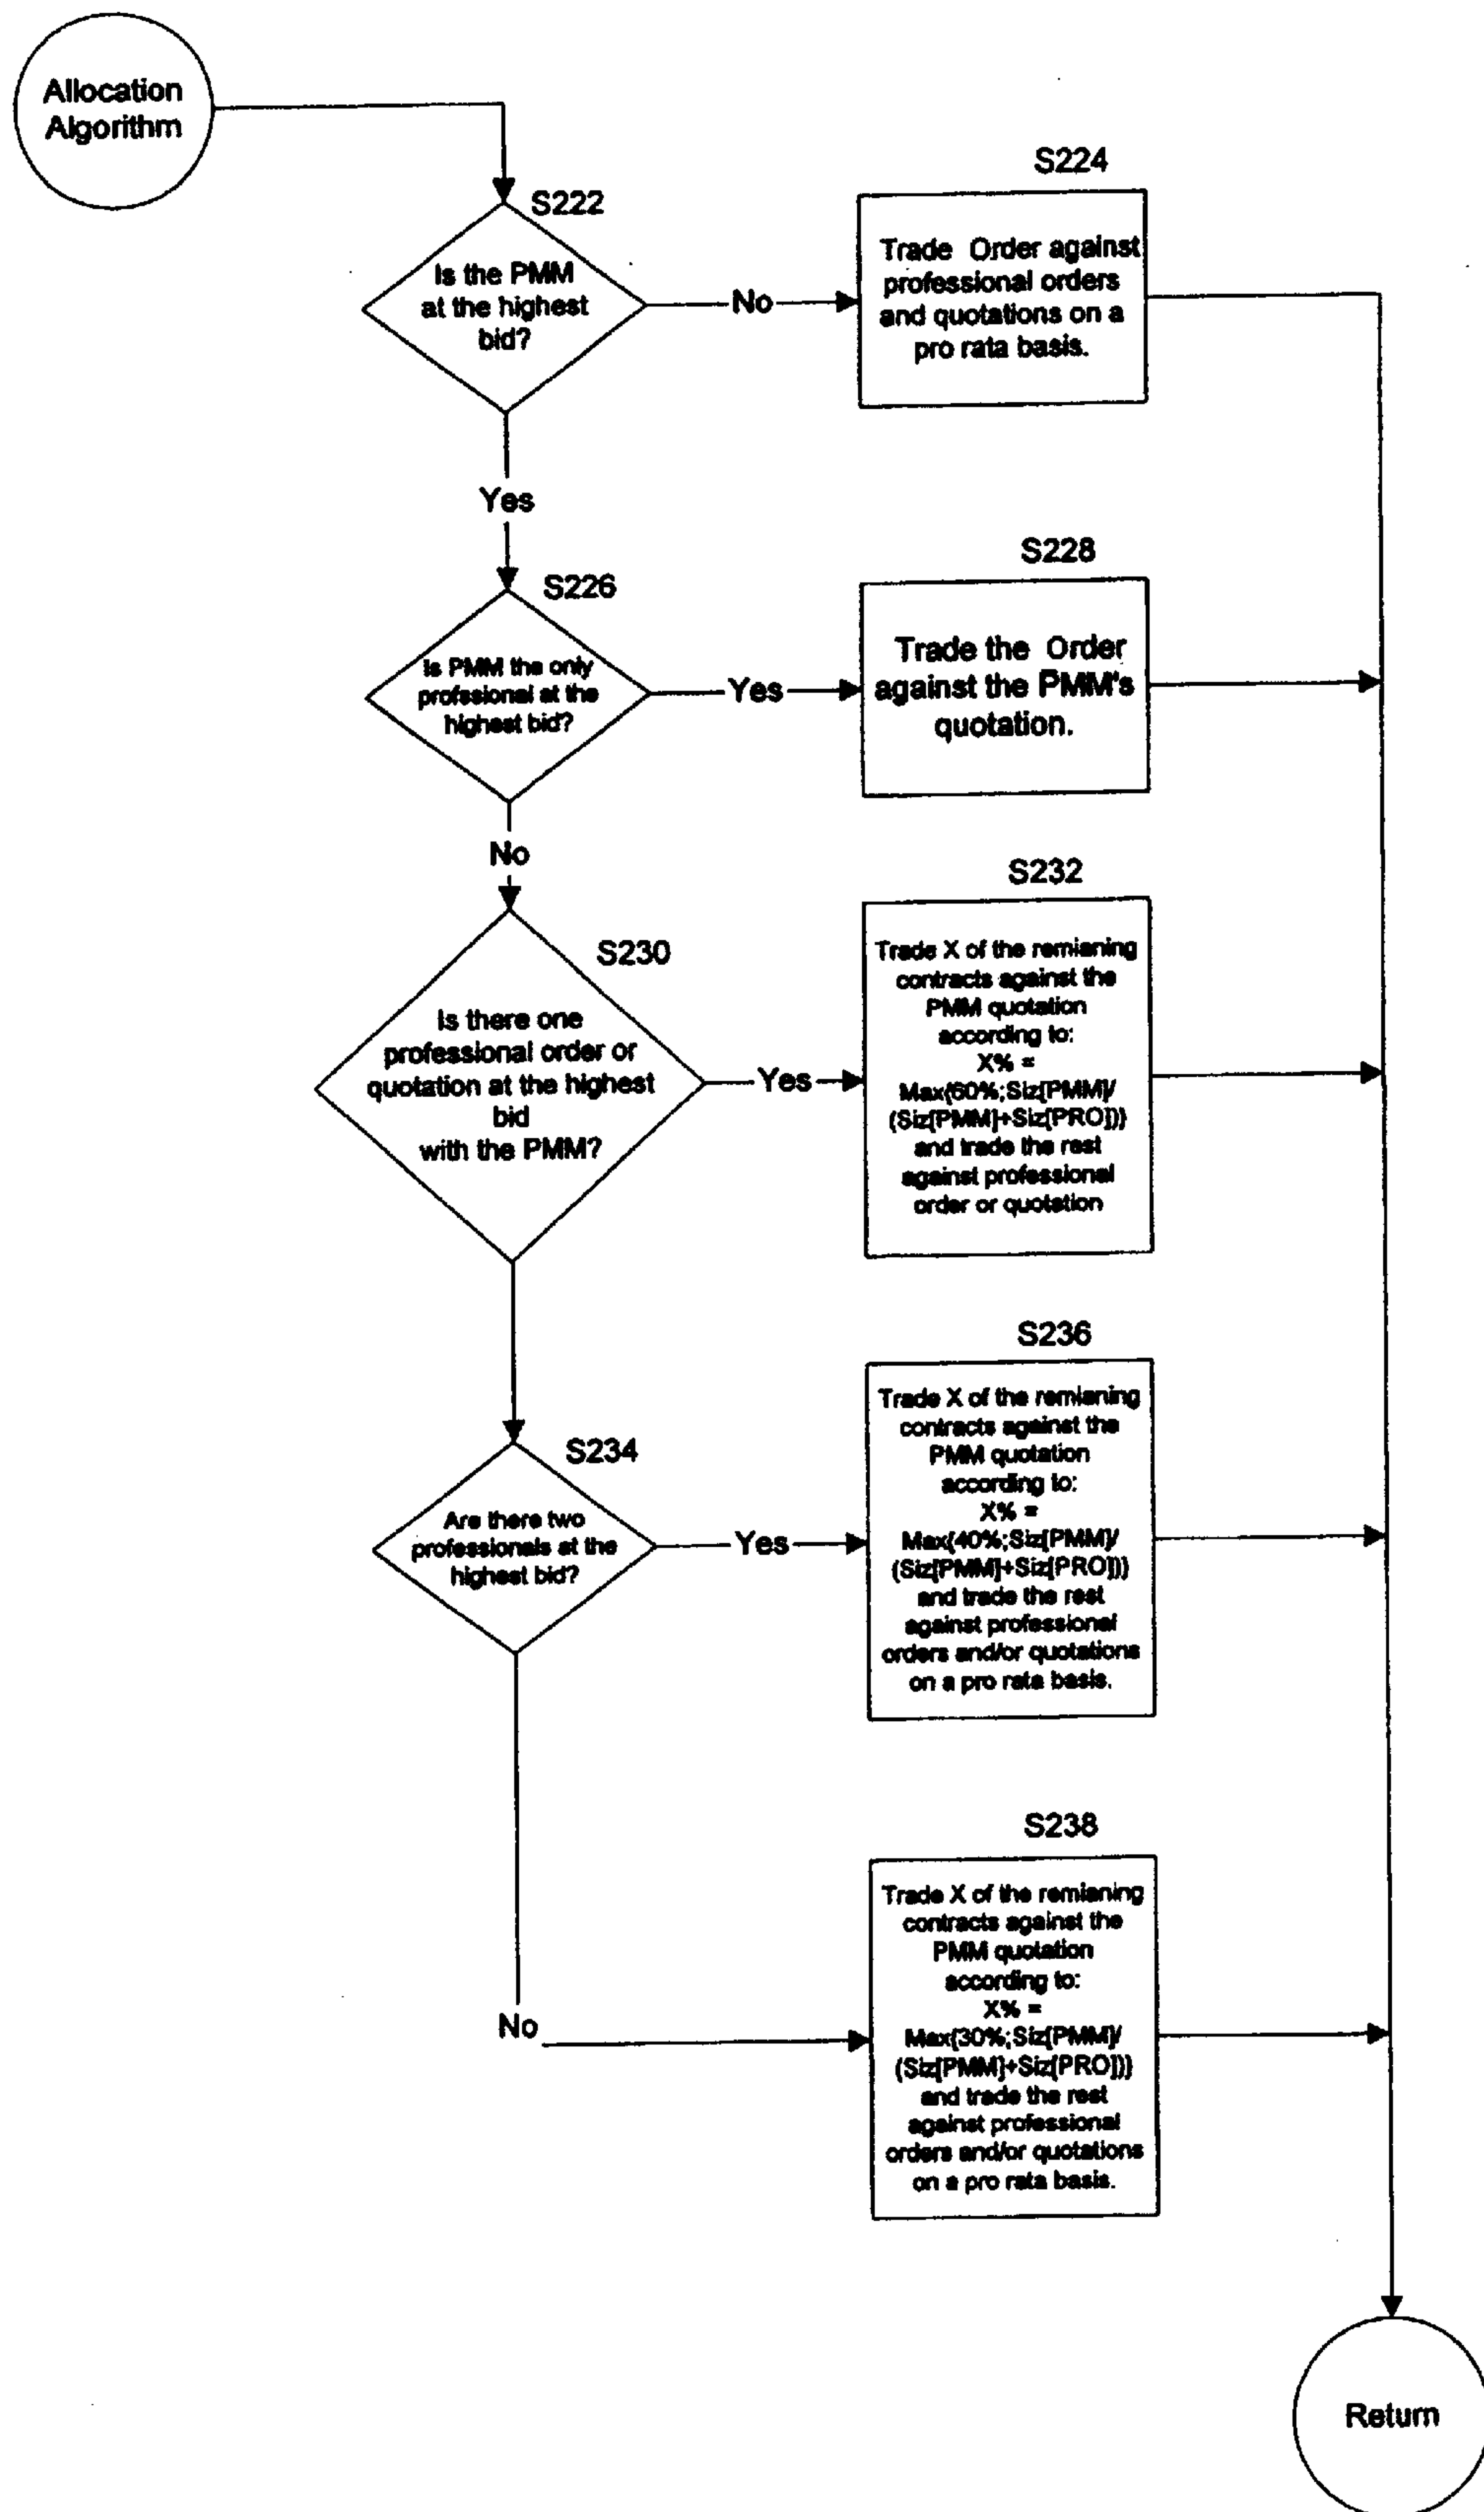 Allocation
Algorithm
S222
Is the PMM
at the highest
bid?
No
S224
Trade Order against
professional orders
and quotations on a
pro rata basis.
Yes
S226
Is PMM the only
profssional at the
highest bid?
Yes
S228
Trade the Order
against the PMM's
quotation.
No
S230
Is there one
professional order or
quotation at the highest
bid
with the PMM?
Yes
S232
Trade X of the remianing
contracts against the
PMM quotation
according to:
X% =
Max{60%;Siz[PMM]/
(Siz[PMM]+Siz[PRO])}
and trade the rest
against professional
order or quotation
S234
Are there two
professionals at the
highest bid?
Yes
S236
Trade X of the remianing
contracts against the
PMM quotation
according to:
X% =
Max{40%;Siz[PMM]/
(Siz[PMM]+Siz[PRO])}
and trade the rest
against professional
orders and/or quotations
on a pro rata basis.
No
S238
Trade X of the remianing
contracts against the
PMM quotation
according to:
X% =
Max{30%;Siz[PMM]/
(Siz[PMM]+Siz[PRO])}
and trade the rest
against professional
orders and/or quotations
on a pro rata basis.
Return